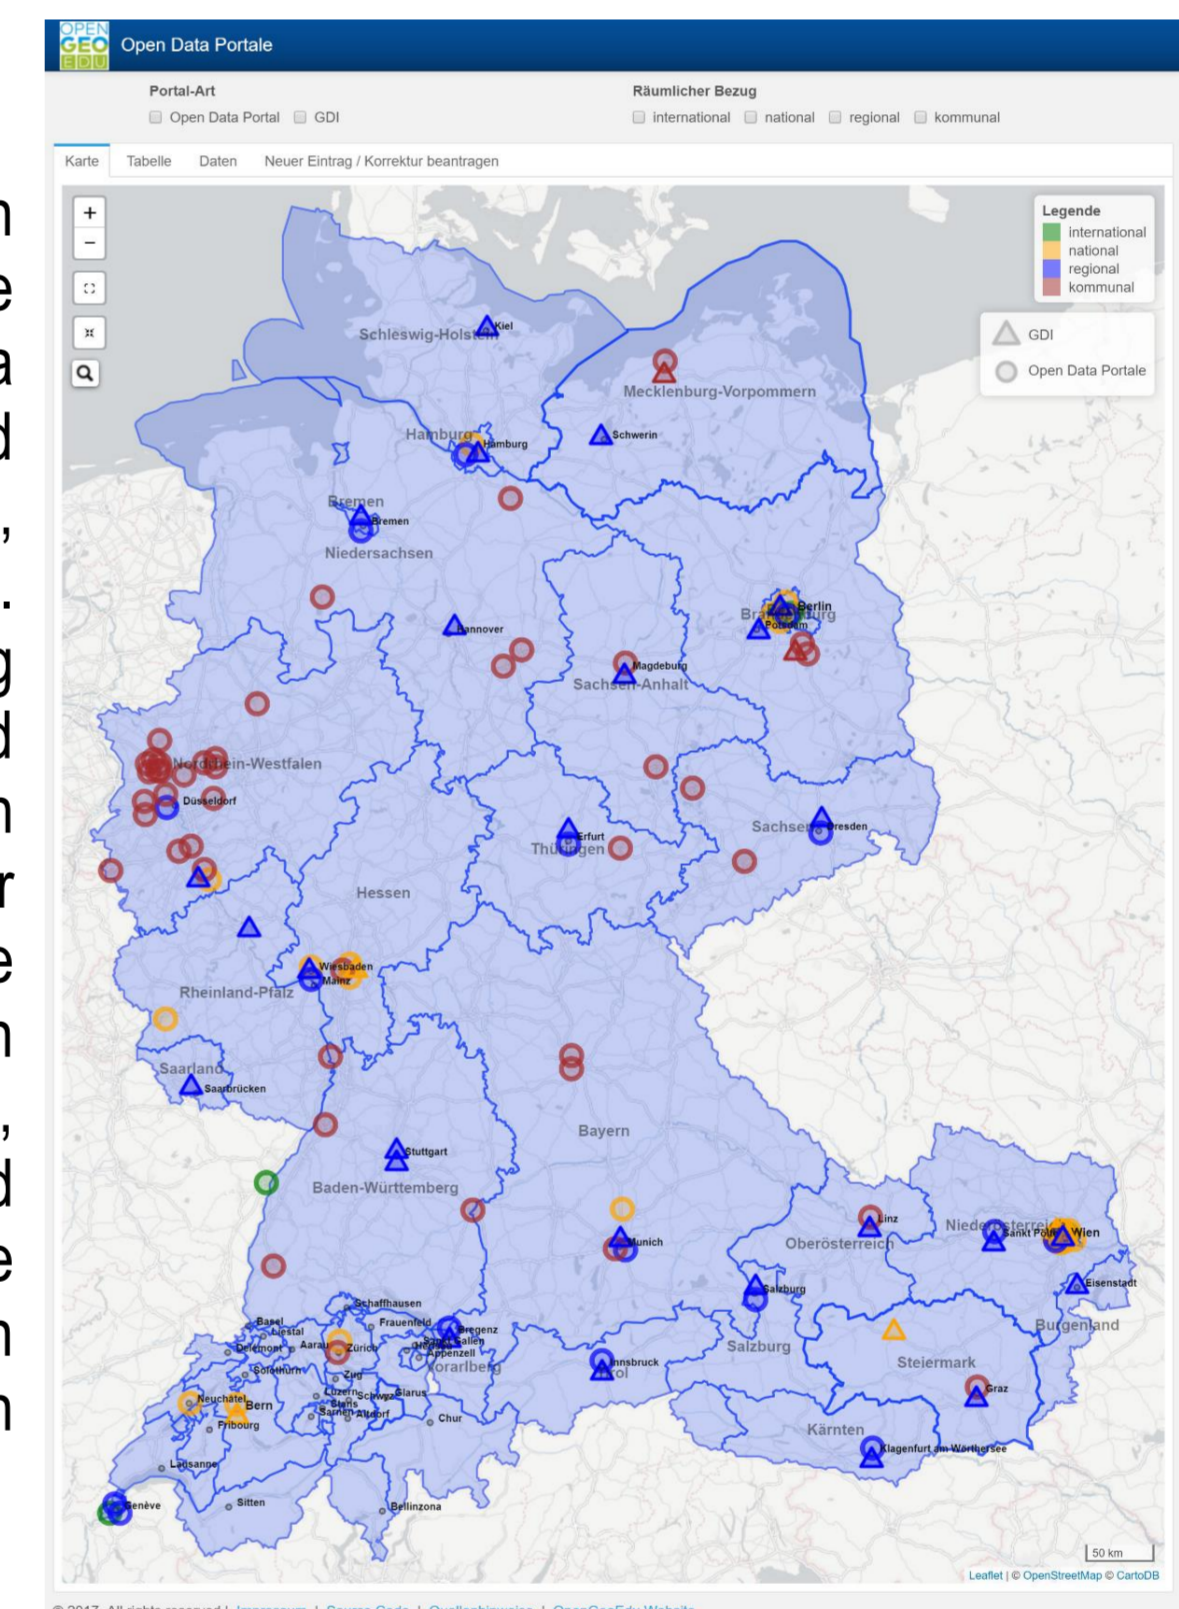 OPEN
GEO
EDU
Open Data Portale
Portal-Art
Open Data Portal GDI
Räumlicher Bezug
international national regional kommunal
Karte Tabelle Daten Neuer Eintrag / Korrektur beantragen
+
−
Legende
international
national
regional
kommunal
GDI
Open Data Portale
Kiel
Schleswig-Holstein
Mecklenburg-Vorpommern
Schwerin
Hamburg
Hamburg
Bremen
Bremen
Niedersachsen
Berlin
Brandenburg
Potsdam
Hannover
Magdeburg
Sachsen-Anhalt
Nordrhein-Westfalen
Düsseldorf
Sachsen
Dresden
Erfurt
Thüringen
Hessen
Wiesbaden
Mainz
Rheinland-Pfalz
Saarland
Saarbrücken
Bayern
Stuttgart
Baden-Württemberg
Munich
Linz
Oberösterreich
Niederösterreich
Sankt Pölten
Wien
Eisenstadt
Burgenland
Salzburg
Salzburg
Schaffhausen
Basel
Liestal
Frauenfeld
Delémont
Aarau
Zürich
Bregenz
Sankt Gallen
Herisau
Appenzell
Vorarlberg
Innsbruck
Tirol
Steiermark
Graz
Kärnten
Klagenfurt am Wörthersee
Solothurn
Zug
Luzern
Schwyz
Glarus
Stans
Sarnen
Altdorf
Chur
Neuchâtel
Bern
Fribourg
Lausanne
Genève
Sitten
Bellinzona
50 km
Leaflet | © OpenStreetMap © CartoDB
n
e
a
d
,
.
g
d
n
r
e
n
,
d
e
n
n